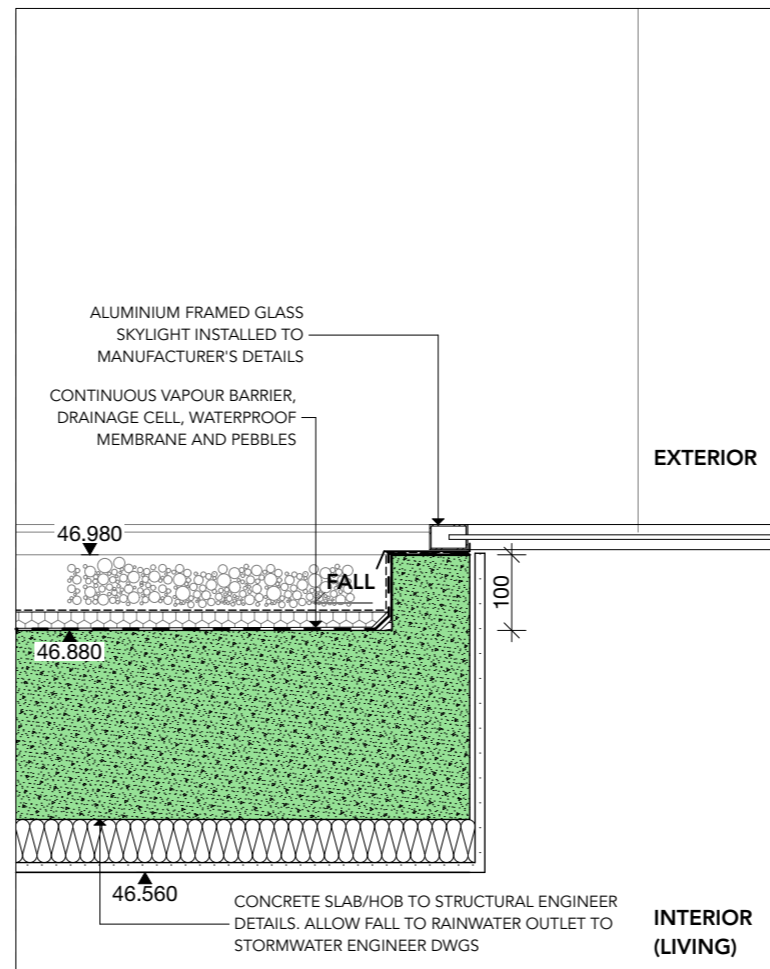 ALUMINIUM FRAMED GLASS
SKYLIGHT INSTALLED TO
MANUFACTURER'S DETAILS
CONTINUOUS VAPOUR BARRIER,
DRAINAGE CELL, WATERPROOF
MEMBRANE AND PEBBLES
EXTERIOR
46.980
FALL
100
46.880
46.560
CONCRETE SLAB/HOB TO STRUCTURAL ENGINEER
DETAILS. ALLOW FALL TO RAINWATER OUTLET TO
STORMWATER ENGINEER DWGS
INTERIOR
(LIVING)